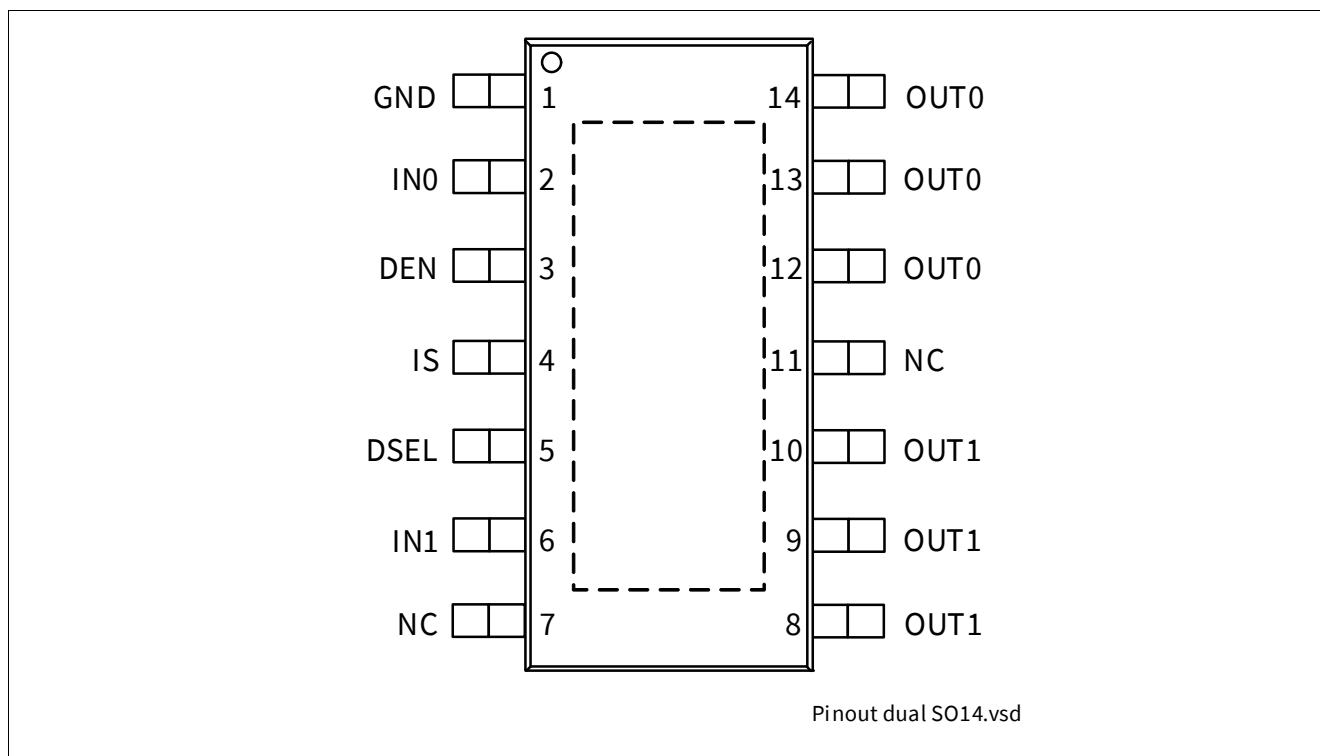 GND 1 14 OUT0
IN0 2 13 OUT0
DEN 3 12 OUT0
IS 4 11 NC
DSEL 5 10 OUT1
IN1 6 9 OUT1
NC 7 8 OUT1
Pinout dual SO14.vsd